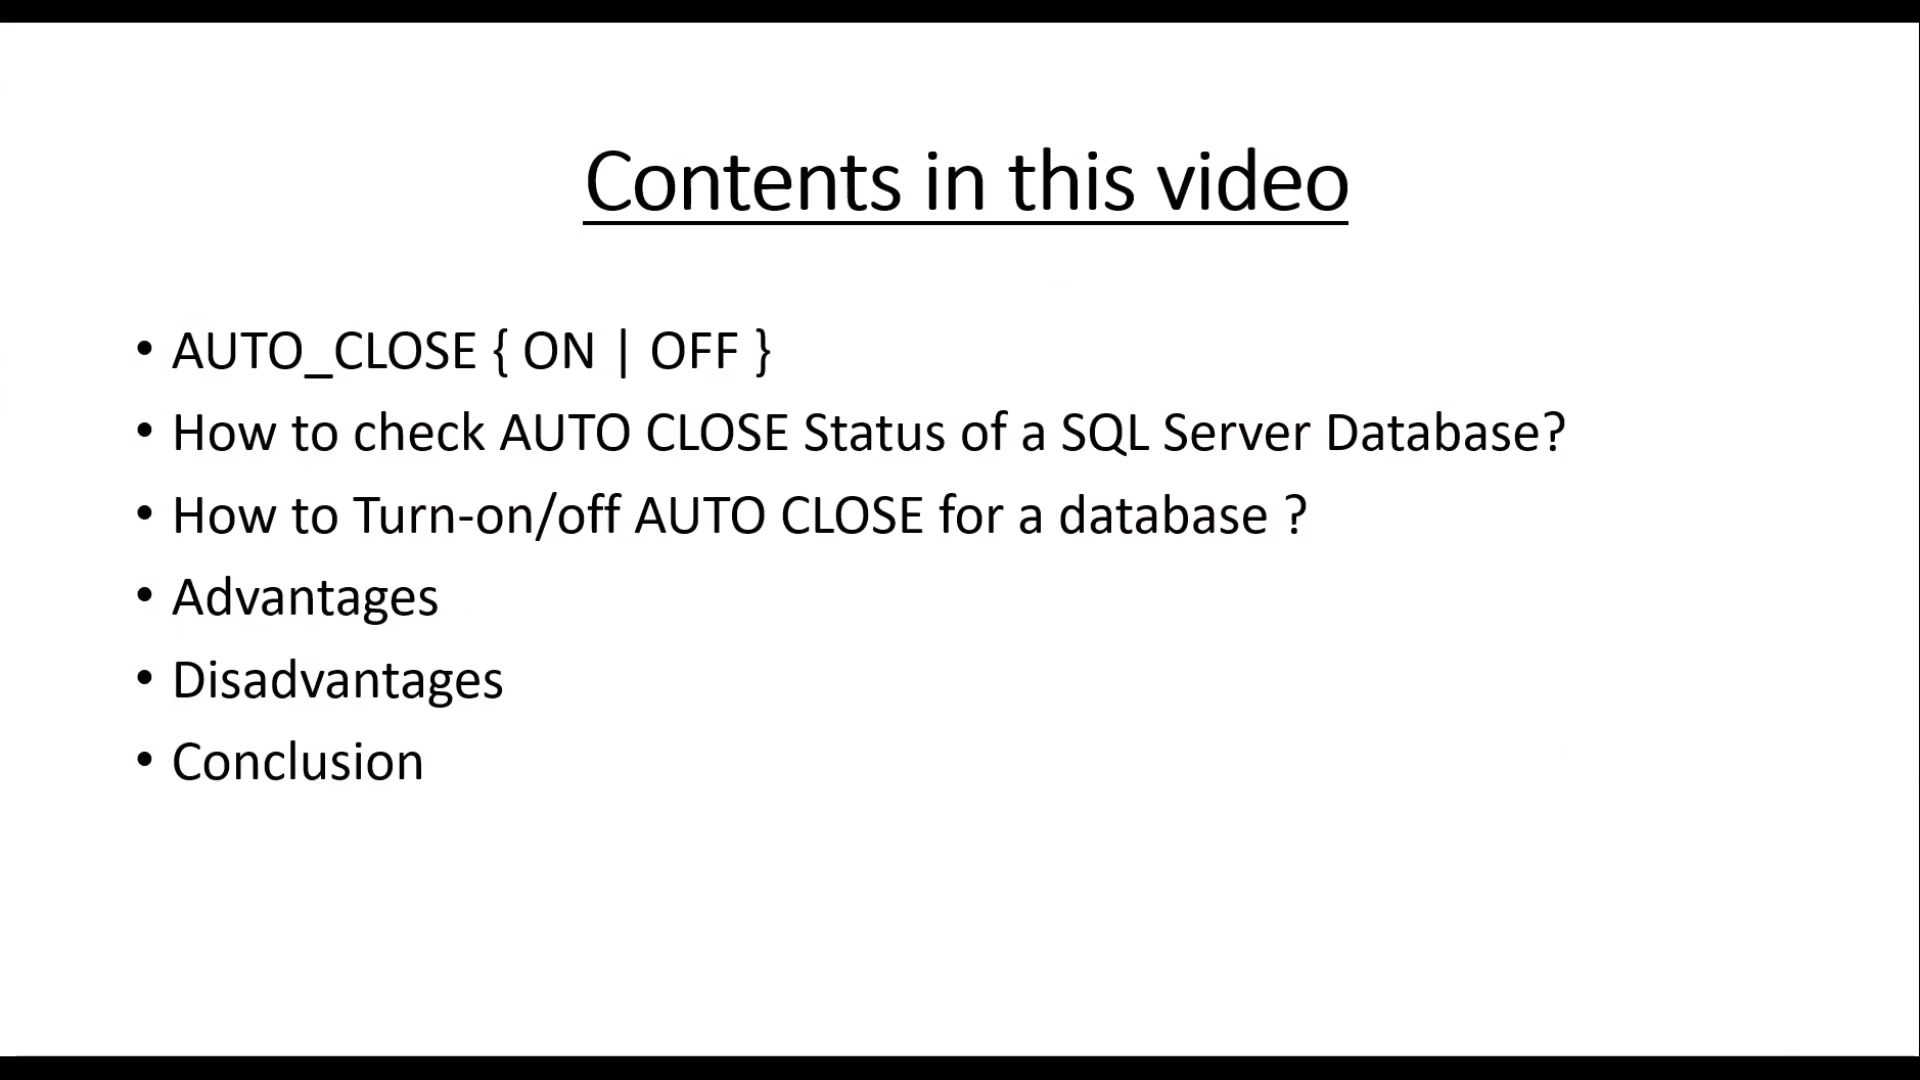 Contents in this video
• AUTO_CLOSE { ON | OFF }
• How to check AUTO CLOSE Status of a SQL Server Database?
• How to Turn-on/off AUTO CLOSE for a database ?
• Advantages
• Disadvantages
• Conclusion